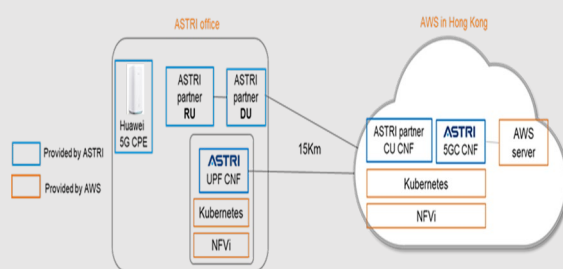 ASTRI office
AWS in Hong Kong
Huawei
5G CPE
ASTRI
partner
RU
ASTRI
partner
DU
ASTRI
UPF CNF
Kubernetes
NFVi
15Km
ASTRI partner
CU CNF
ASTRI
5GC CNF
AWS
server
Kubernetes
NFVi
Provided by ASTRI
Provided by AWS